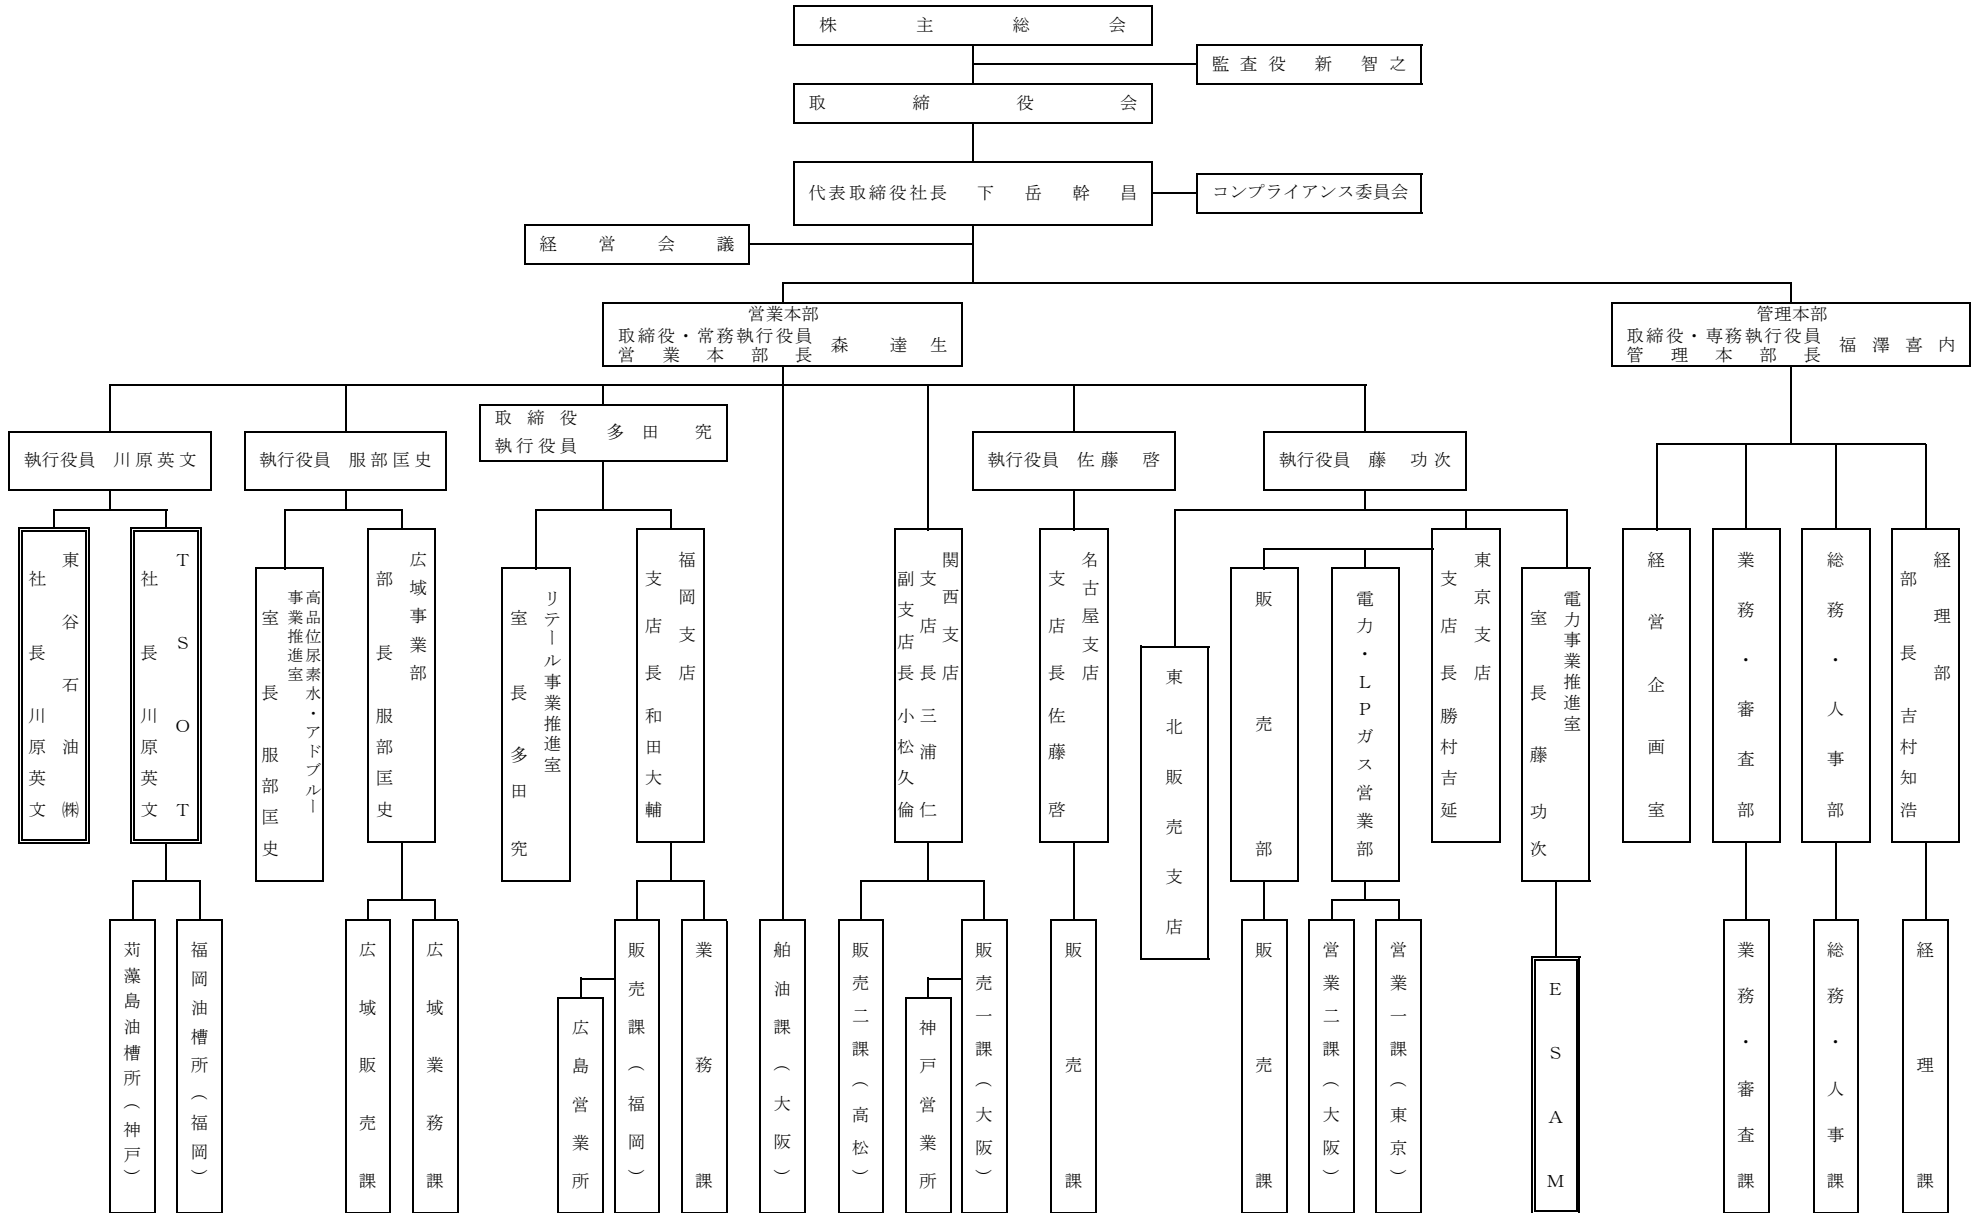 株主総会
監査役 新 智之
取締役会
代表取締役社長 下岳幹昌
コンプライアンス委員会
経営会議
営業本部
取締役・常務執行役員
営業本部長
森 達生
管理本部
取締役・専務執行役員
管理本部長
福澤喜内
執行役員 川原英文
執行役員 服部匡史
取締役
執行役員
多田 究
執行役員 佐藤 啓
執行役員 藤 功次
東谷石油㈱
社長 川原英文
TSOT
社長 川原英文
高品位尿素水・アドブルー
事業推進室
室長 服部匡史
広域事業部
部長 服部匡史
リテール事業推進室
室長 多田 究
福岡支店
支店長 和田大輔
関西支店
支店長 三浦 仁
副支店長 小松久倫
名古屋支店
支店長 佐藤 啓
東北販売支店
販売部
電力・LPガス営業部
東京支店
支店長 勝村吉延
電力事業推進室
室長 藤 功次
経営企画室
業務・審査部
総務・人事部
経理部
部長 吉村知浩
苅藻島油槽所(神戸)
福岡油槽所(福岡)
広域販売課
広域業務課
広島営業所
販売課(福岡)
業務課
舶油課(大阪)
販売二課(高松)
神戸営業所
販売一課(大阪)
販売課
販売課
営業二課(大阪)
営業一課(東京)
ESAM
業務・審査課
総務・人事課
経理課